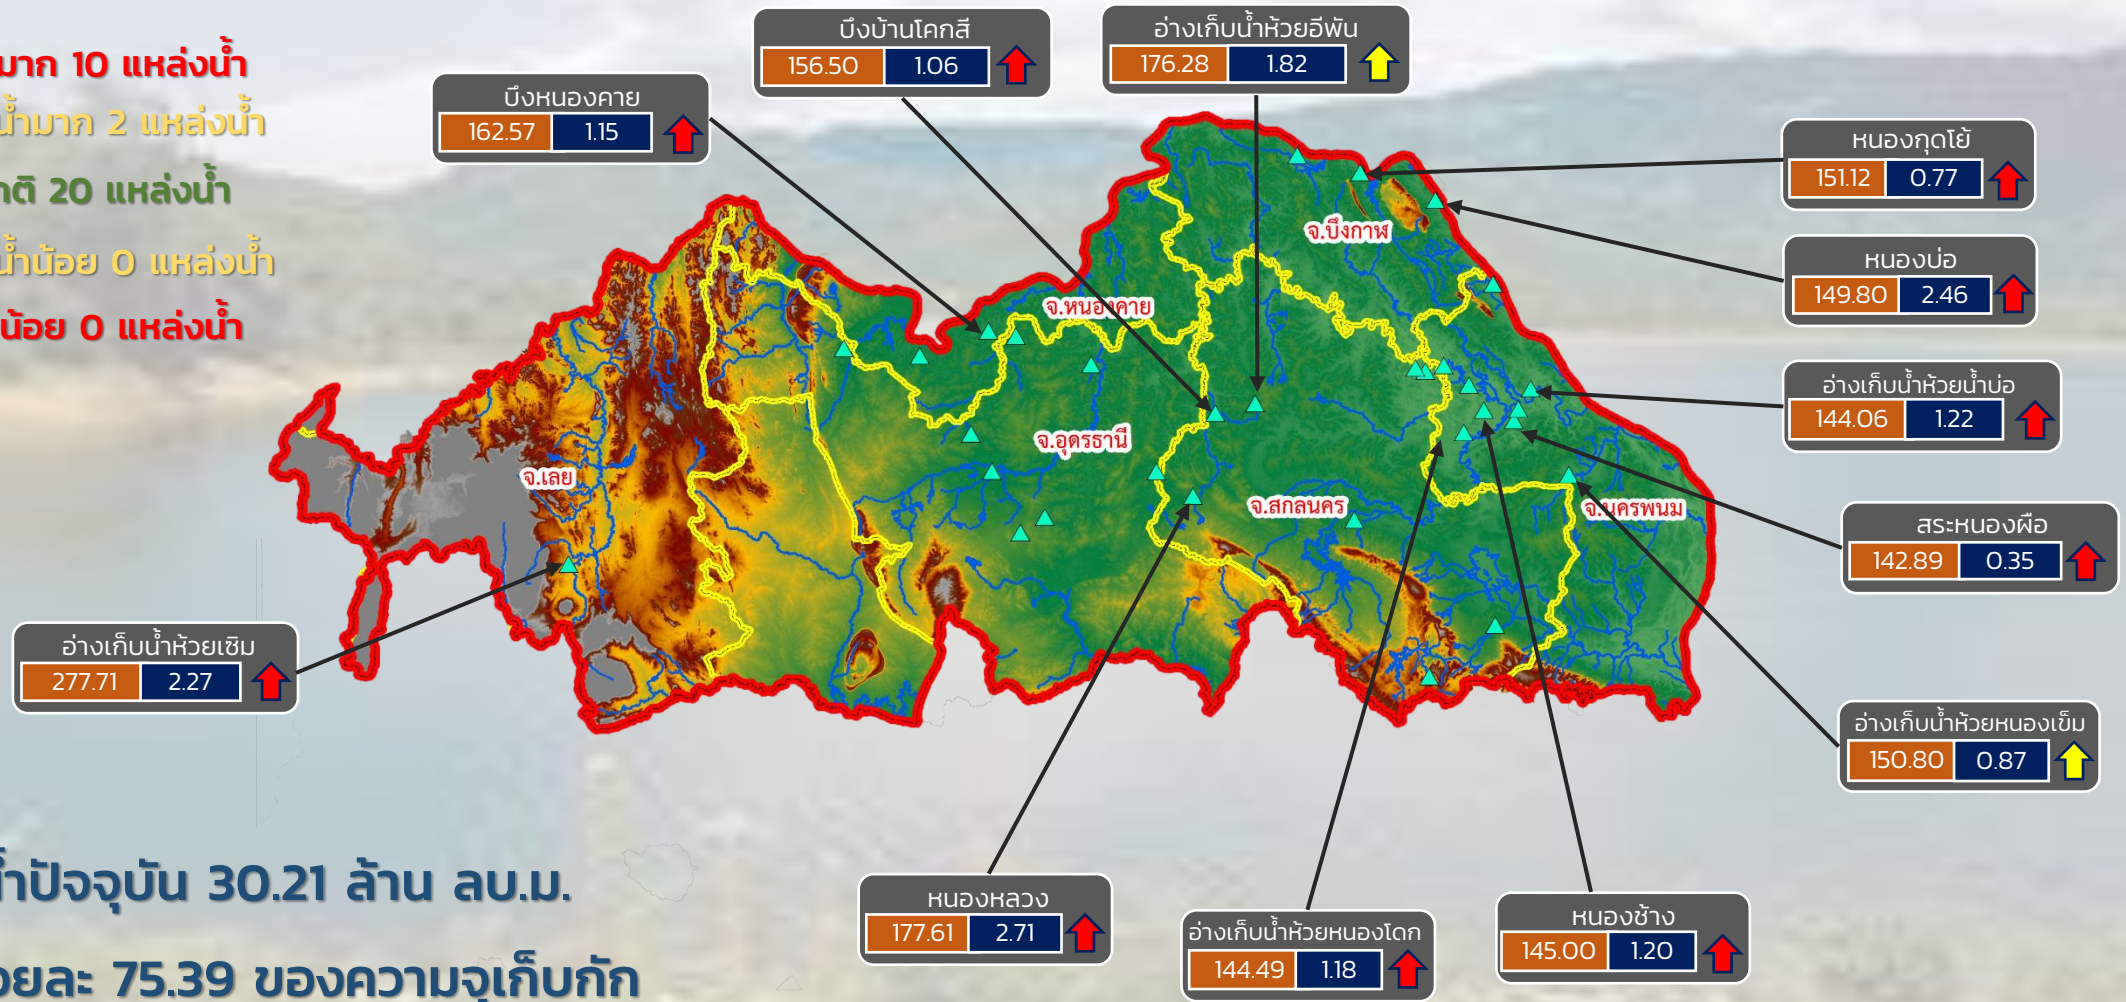 มาก 10 แหล่งน้ำ
น้ำมาก 2 แหล่งน้ำ
กติ 20 แหล่งน้ำ
น้ำน้อย 0 แหล่งน้ำ
น้อย 0 แหล่งน้ำ
บึงหนองคาย
162.57 1.15
บึงบ้านโคกสี
156.50 1.06
อ่างเก็บน้ำห้วยอีพัน
176.28 1.82
หนองกุดโย้
151.12 0.77
หนองบ่อ
149.80 2.46
อ่างเก็บน้ำห้วยน้ำบ่อ
144.06 1.22
สระหนองผือ
142.89 0.35
อ่างเก็บน้ำห้วยหนองเข็ม
150.80 0.87
จ.บึงกาฬ
จ.หนองคาย
จ.อุดรธานี
จ.เลย
จ.สกลนคร
จ.นครพนม
อ่างเก็บน้ำห้วยเซิม
277.71 2.27
หนองหลวง
177.61 2.71
อ่างเก็บน้ำห้วยหนองโดก
144.49 1.18
หนองช้าง
145.00 1.20
น้ำปัจจุบัน 30.21 ล้าน ลบ.ม.
อยละ 75.39 ของความจุเก็บกัก